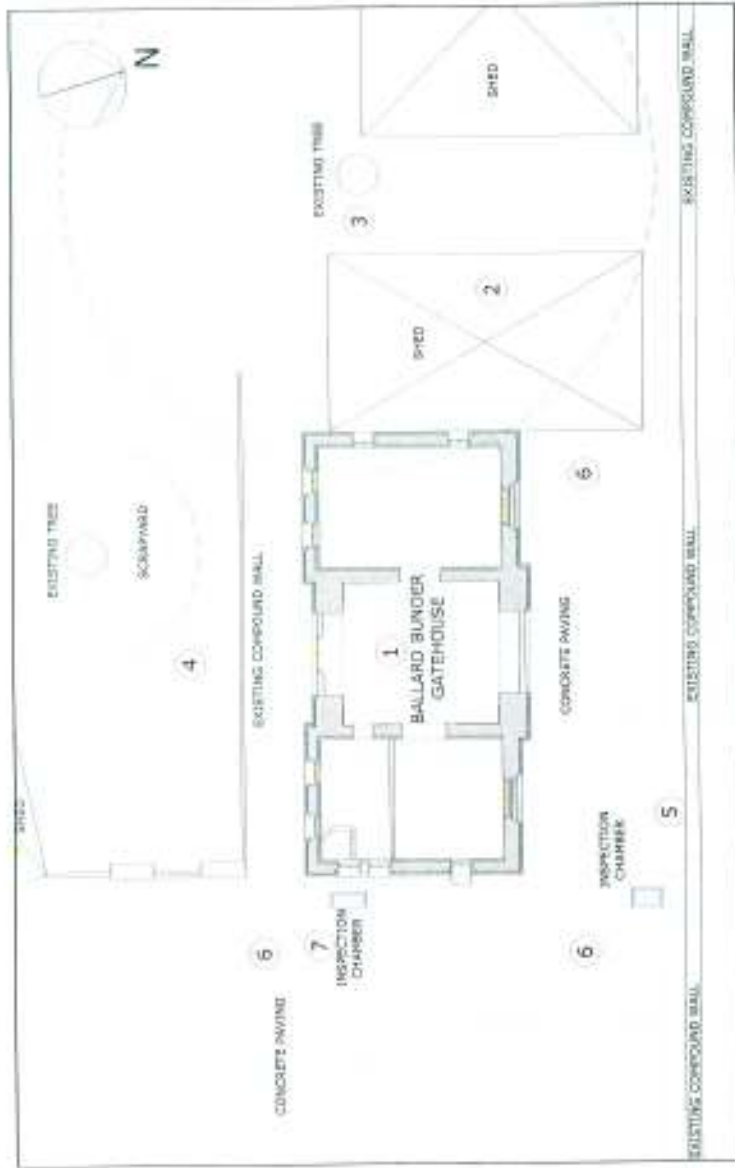 N
SHED
EXISTING TREE
SCRAPYARD
4
EXISTING TREE
3
SHED
2
SHED
EXISTING COMPOUND WALL
1
BALLARD BUNDER
GATEHOUSE
CONCRETE PAVING
6
CONCRETE PAVING
6
7
INSPECTION
CHAMBER
6
INSPECTION
CHAMBER
5
EXISTING COMPOUND WALL
EXISTING COMPOUND WALL
EXISTING COMPOUND WALL